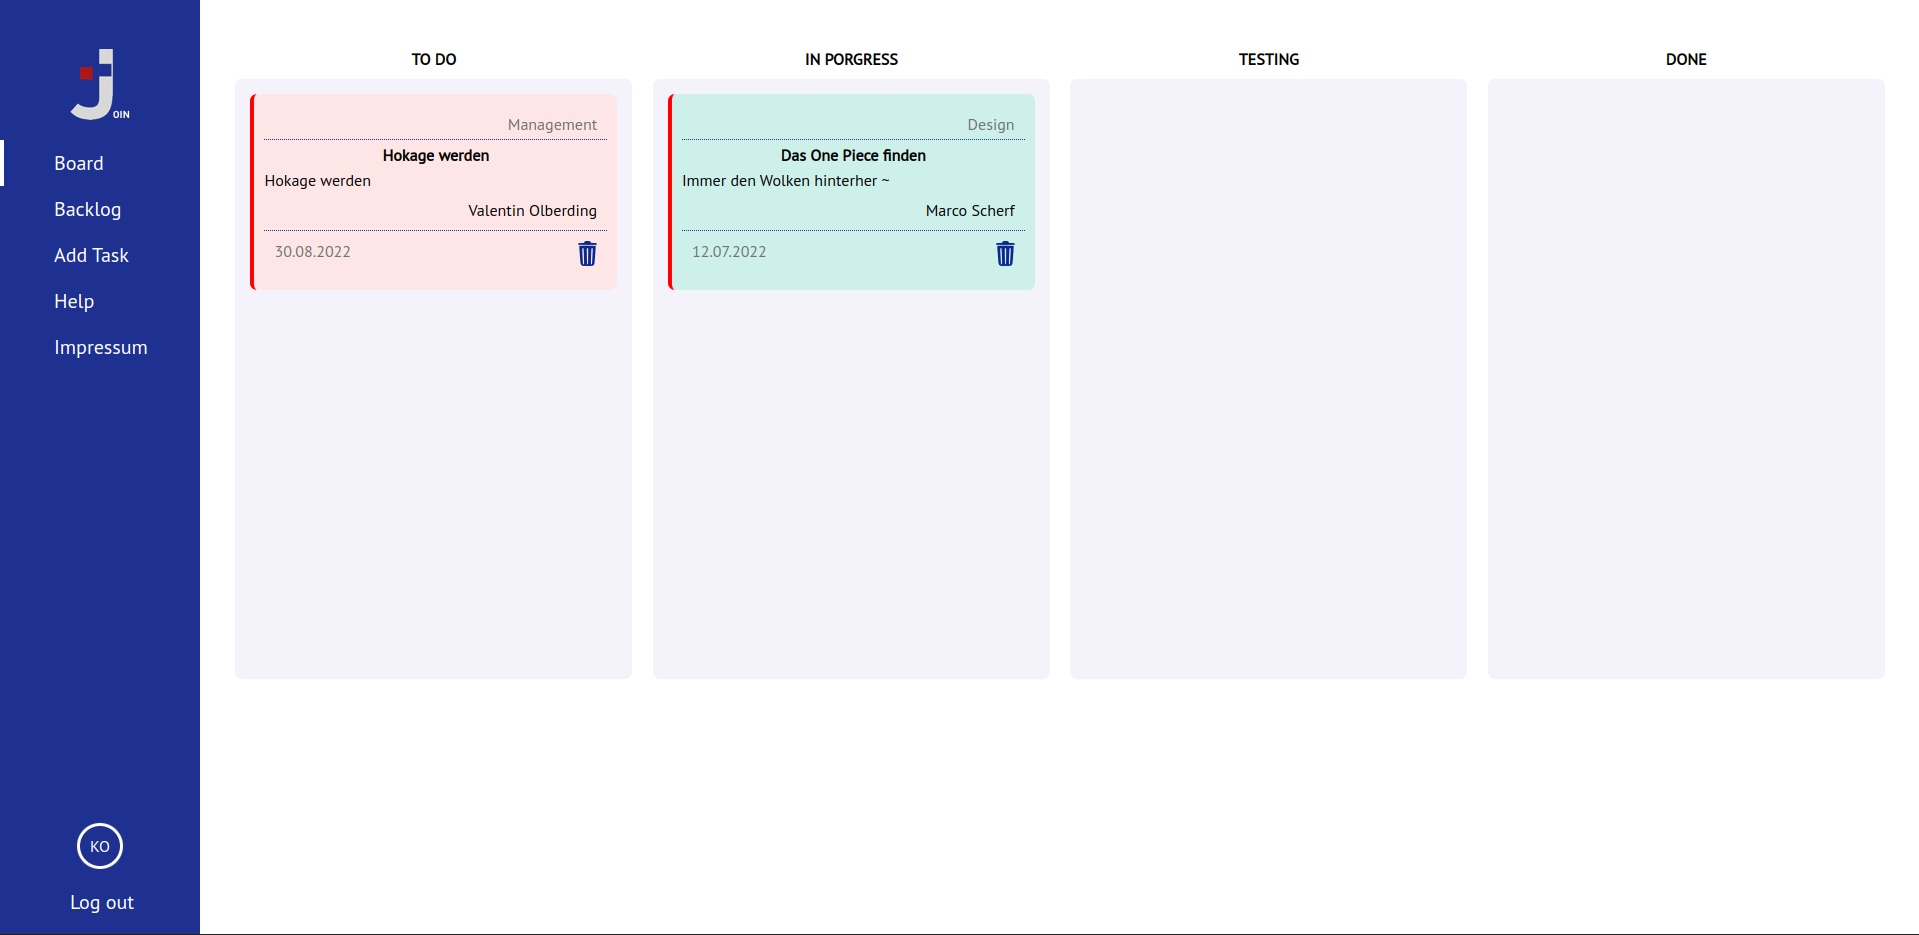 OIN
Board
Backlog
Add Task
Help
Impressum
KO
Log out
TO DO
Management
Hokage werden
Hokage werden
Valentin Olberding
30.08.2022
IN PORGRESS
Design
Das One Piece finden
Immer den Wolken hinterher ~
Marco Scherf
12.07.2022
TESTING
DONE